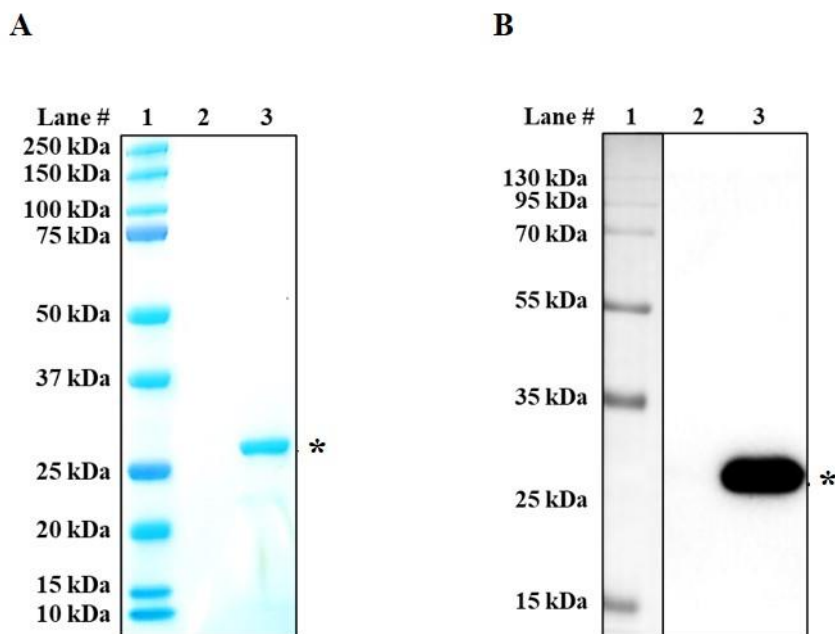 A
Lane # 1 2 3
250 kDa
150 kDa
100 kDa
75 kDa
50 kDa
37 kDa
*
25 kDa
20 kDa
15 kDa
10 kDa
B
Lane # 1 2 3
130 kDa
95 kDa
70 kDa
55 kDa
35 kDa
*
25 kDa
15 kDa